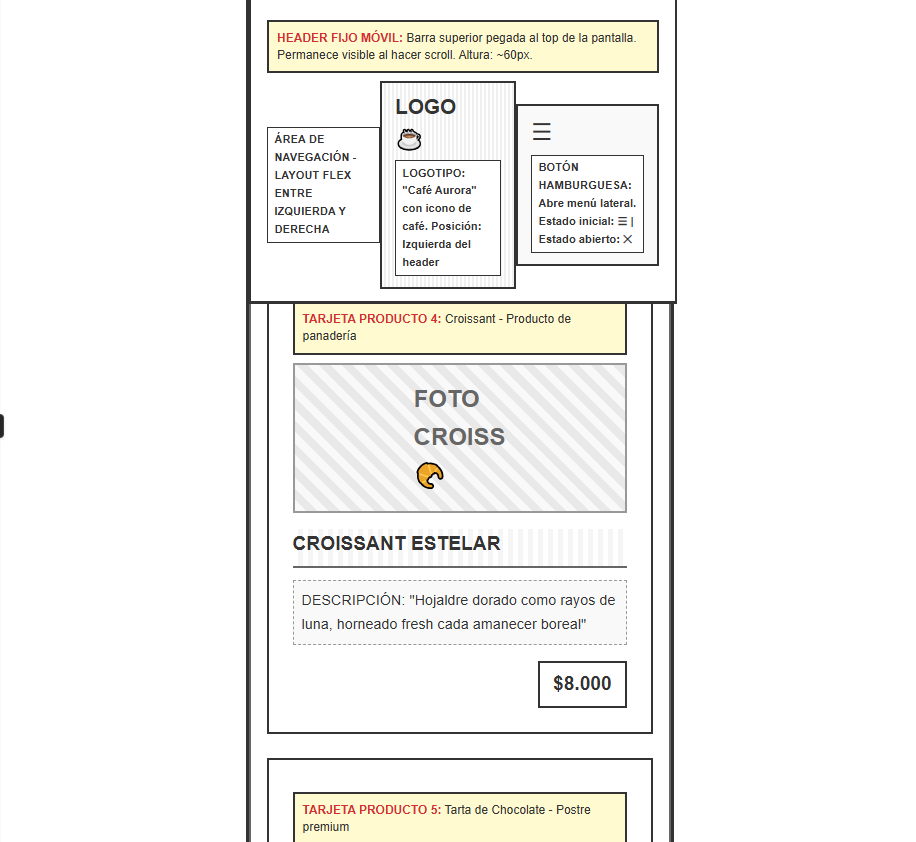 HEADER FIJO MÓVIL: Barra superior pegada al top de la pantalla.
Permanece visible al hacer scroll. Altura: ~60px.
ÁREA DE
NAVEGACIÓN -
LAYOUT FLEX
ENTRE
IZQUIERDA Y
DERECHA
LOGO
LOGOTIPO:
"Café Aurora"
con icono de
café. Posición:
Izquierda del
header
☰
BOTÓN
HAMBURGUESA:
Abre menú lateral.
Estado inicial: ☰ |
Estado abierto: ✕
TARJETA PRODUCTO 4: Croissant - Producto de
panadería
FOTO
CROISS
CROISSANT ESTELAR
DESCRIPCIÓN: "Hojaldre dorado como rayos de
luna, horneado fresh cada amanecer boreal"
$8.000
TARJETA PRODUCTO 5: Tarta de Chocolate - Postre
premium